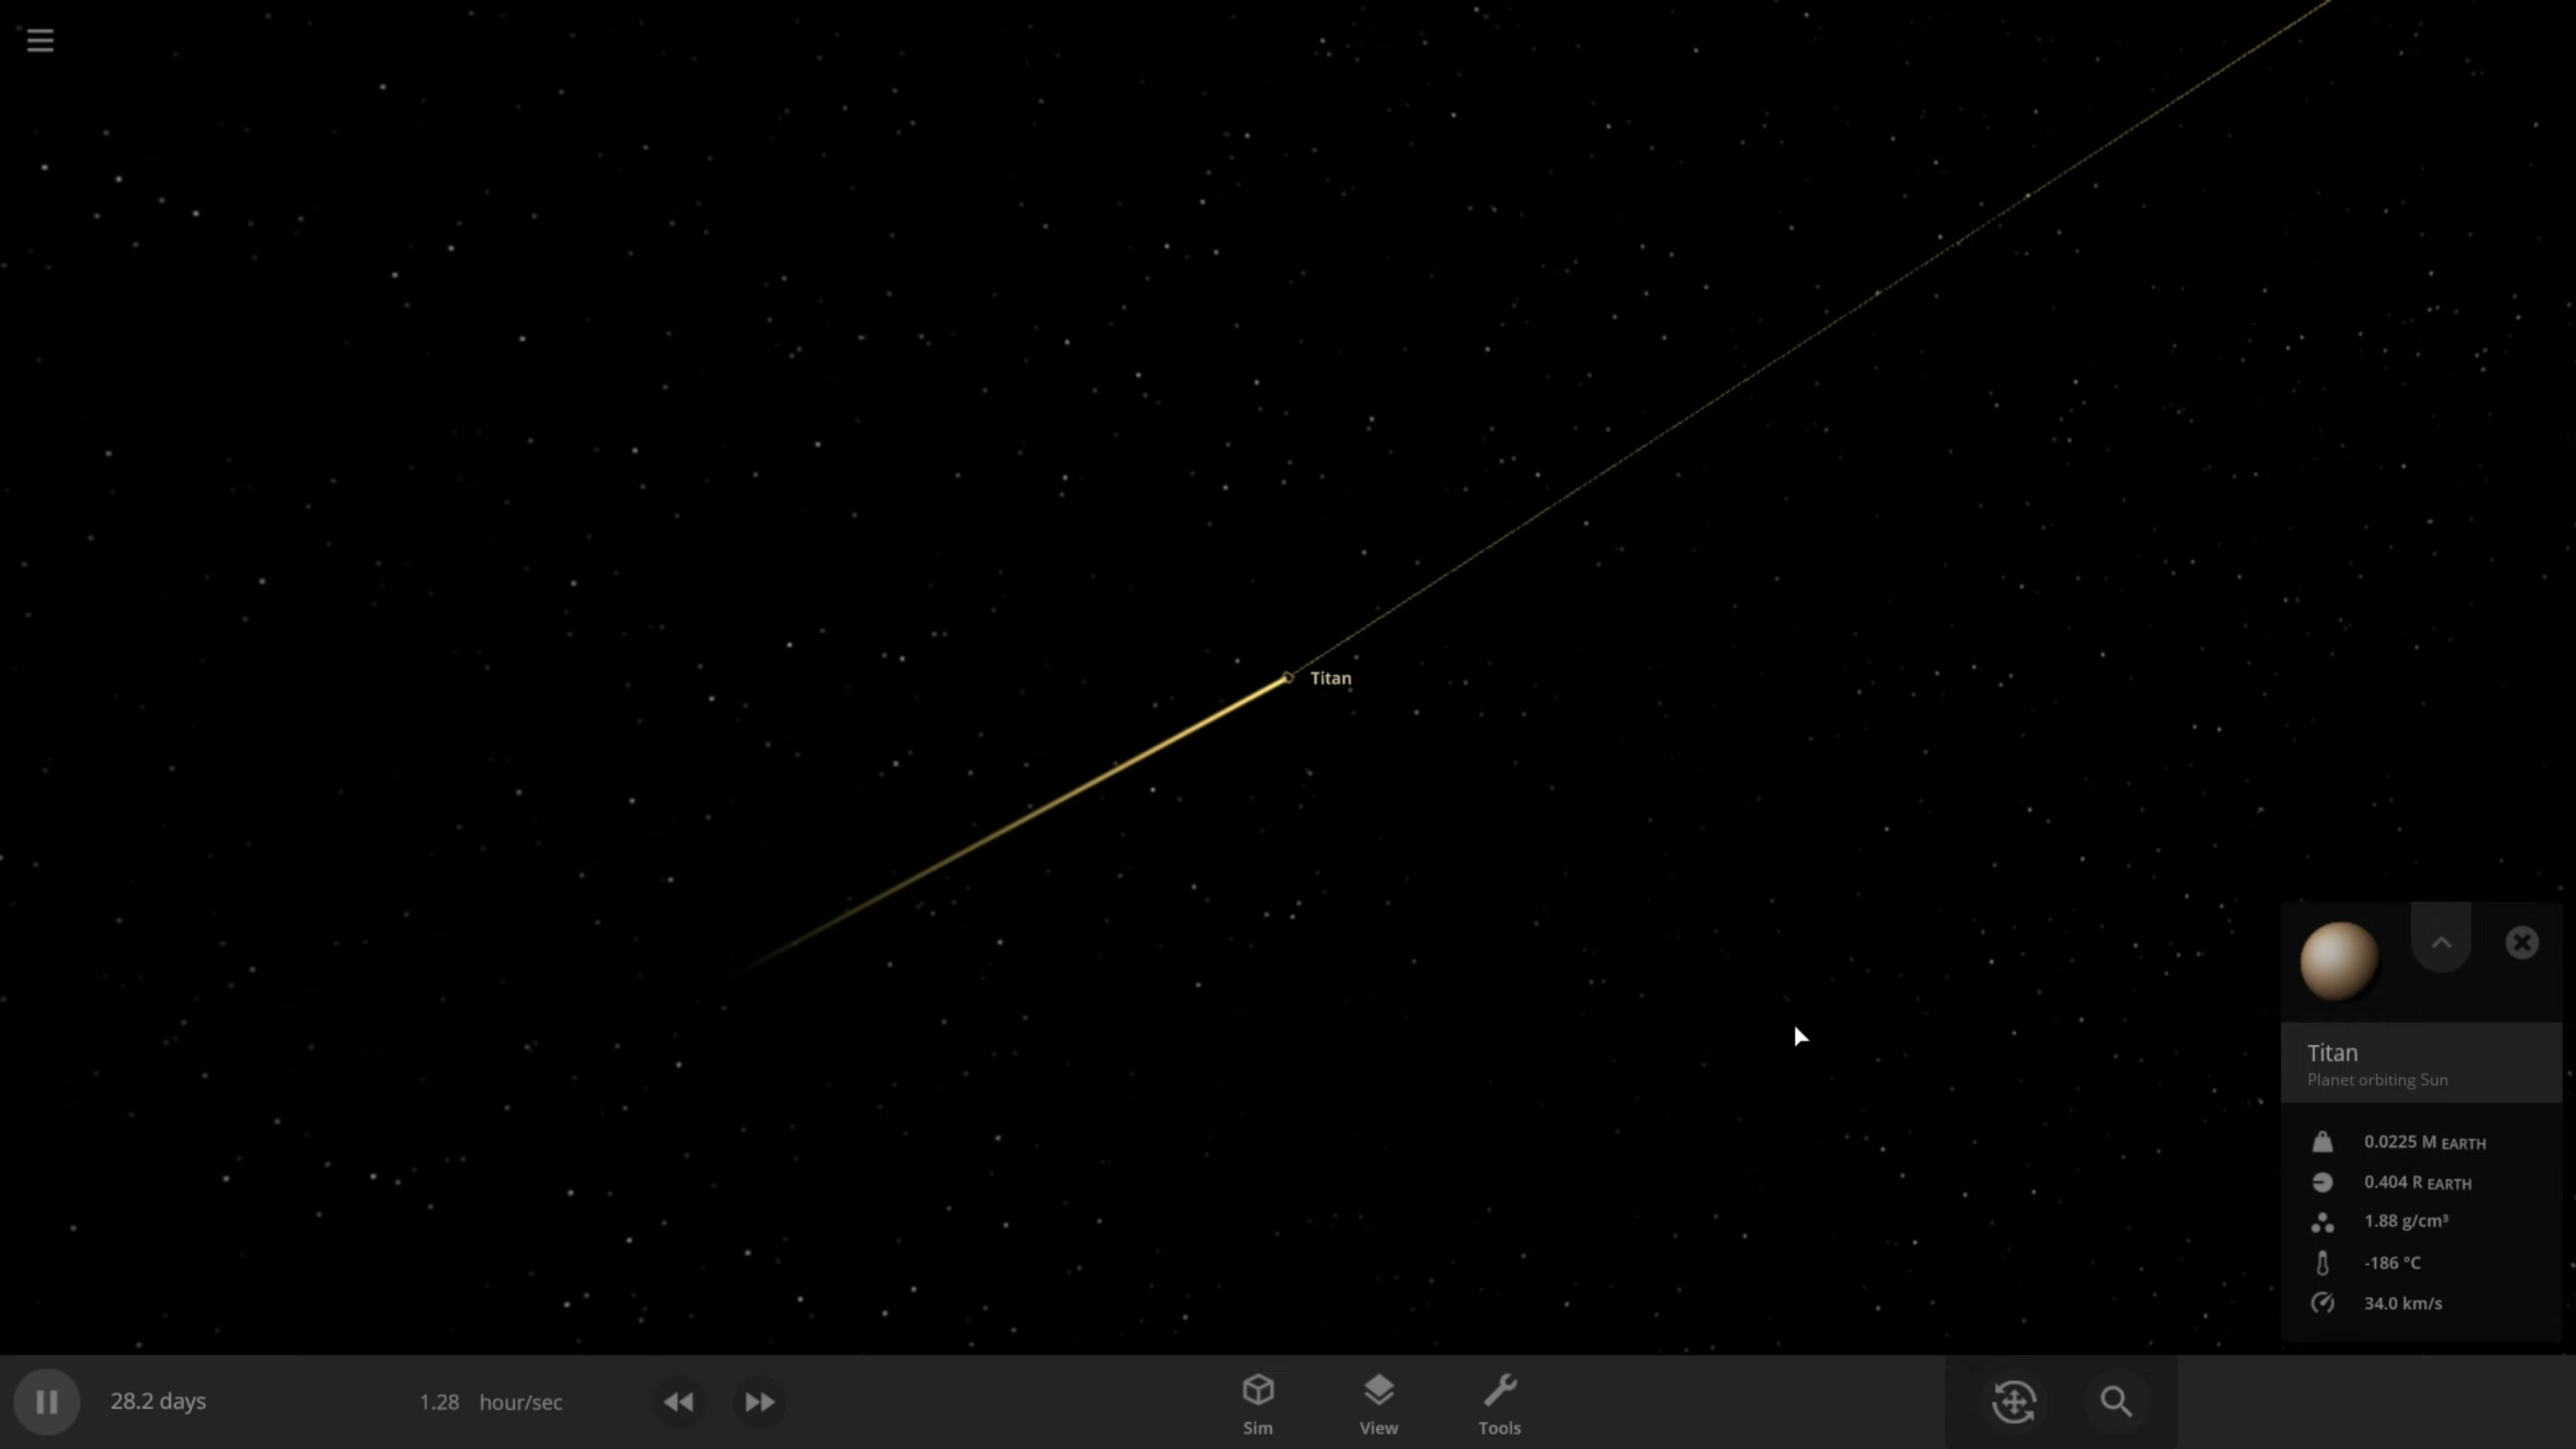 Titan
Titan
Planet orbiting Sun
0.0225 M EARTH
0.404 R EARTH
1.88 g/cm³
-186 °C
34.0 km/s
28.2 days
1.28 hour/sec
Sim
View
Tools